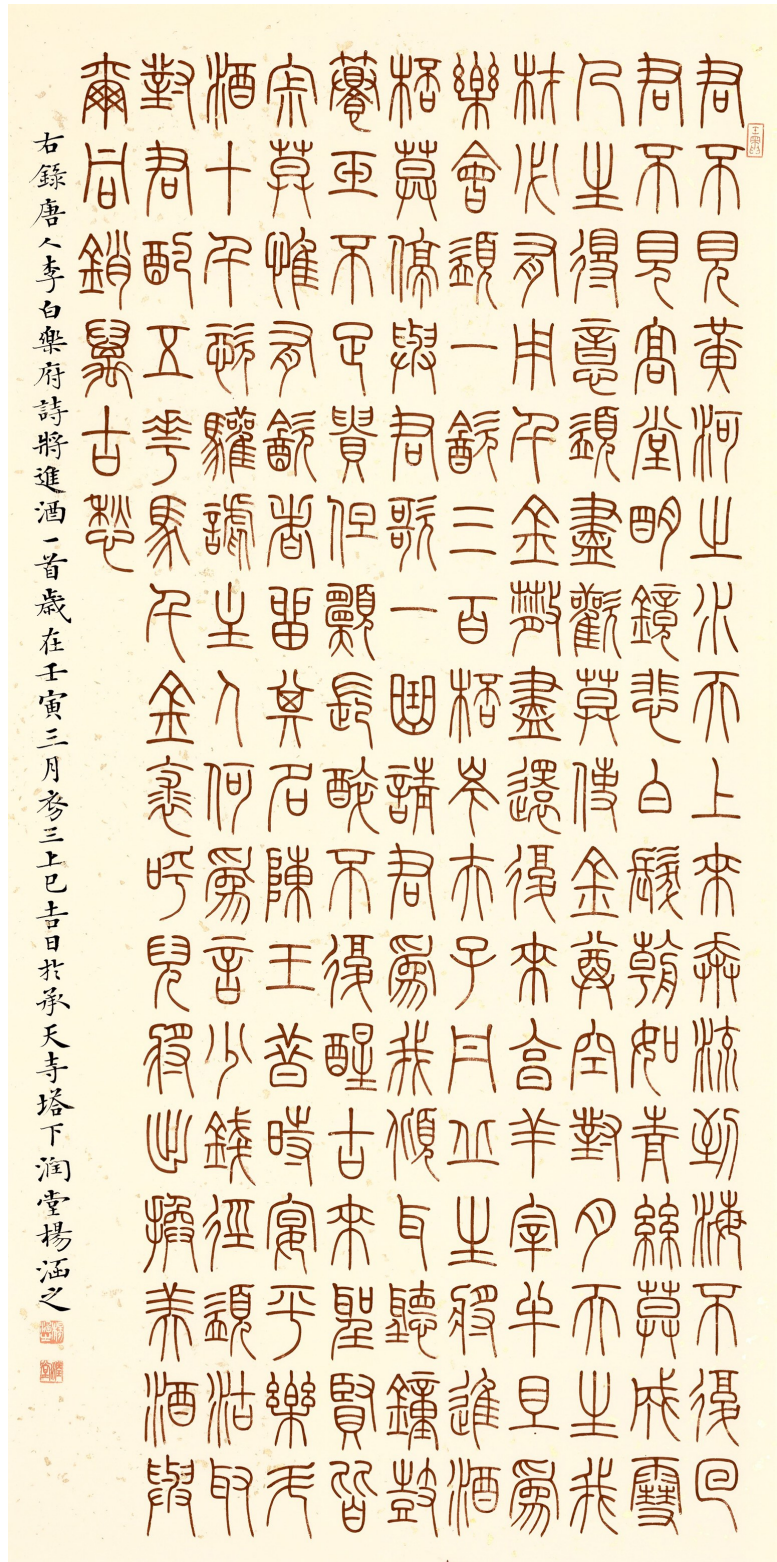 君不見黃河之水天上來奔流到海不復回
君不見高堂明鏡悲白髮朝如青絲莫成雪
人生得意須盡歡莫使金尊空對月天生我
材必有用千金散盡還復來烹羊宰牛且為
樂會須一飲三百杯岑夫子丹丘生將進酒
杯莫停與君歌一曲請君為我傾耳聽鐘鼓
饌玉不足貴但願長醉不復醒古來聖賢皆
寂莫惟有飲者留其名陳王昔時宴平樂斗
酒十千恣驩謔主人何為言少錢徑須沽取
對君酌五花馬千金裘呼兒將出換美酒與
爾同銷萬古愁
右錄唐人李白樂府詩將進酒一首歲在壬寅三月初三上巳吉日於承天寺塔下潤堂楊涵之